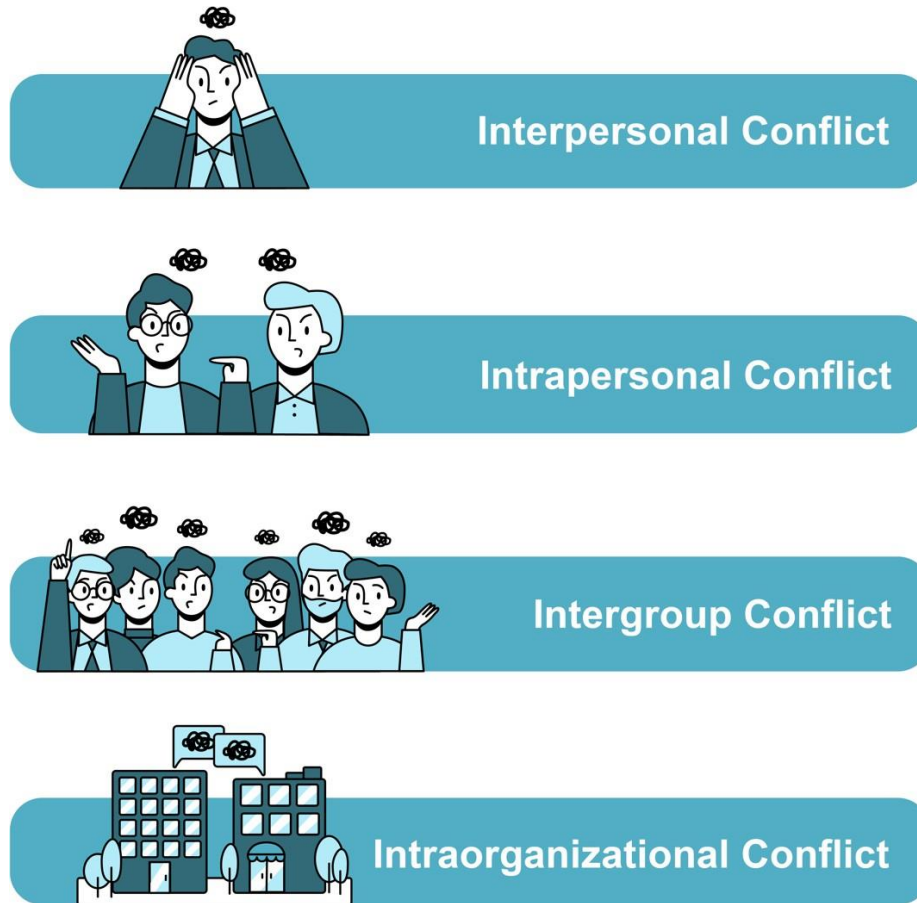 Interpersonal Conflict
Intrapersonal Conflict
Intergroup Conflict
Intraorganizational Conflict